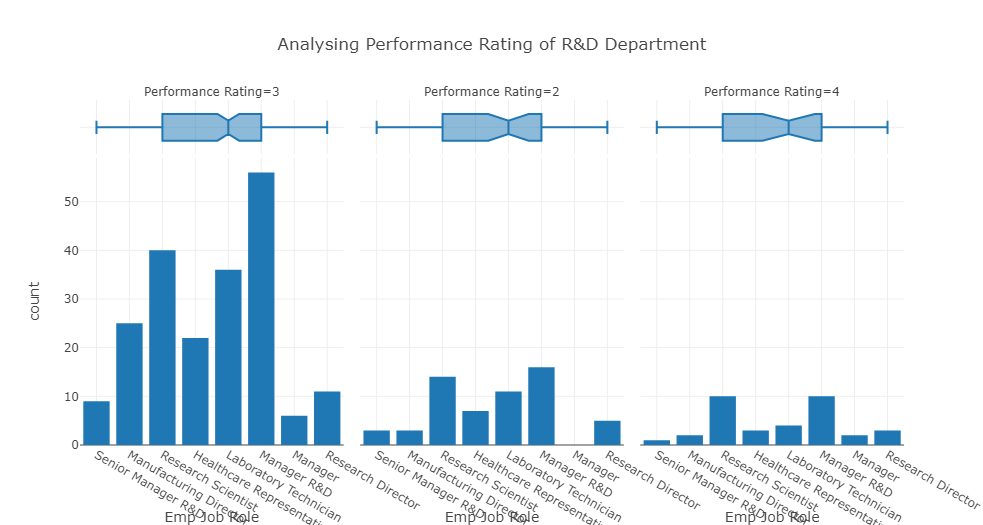 Analysing Performance Rating of R&D Department
Performance Rating=3
Performance Rating=2
Performance Rating=4
count
50
40
30
20
10
0
Senior Manager R&D
Manufacturing Director
Research Scientist
Healthcare Representati
Laboratory Technician
Manager R&D
Manager
Research Director
Emp Job Role
Senior Manager R&D
Manufacturing Director
Research Scientist
Healthcare Representati
Laboratory Technician
Manager R&D
Manager
Research Director
Emp Job Role
Senior Manager R&D
Manufacturing Director
Research Scientist
Healthcare Representati
Laboratory Technician
Manager R&D
Manager
Research Director
Emp Job Role